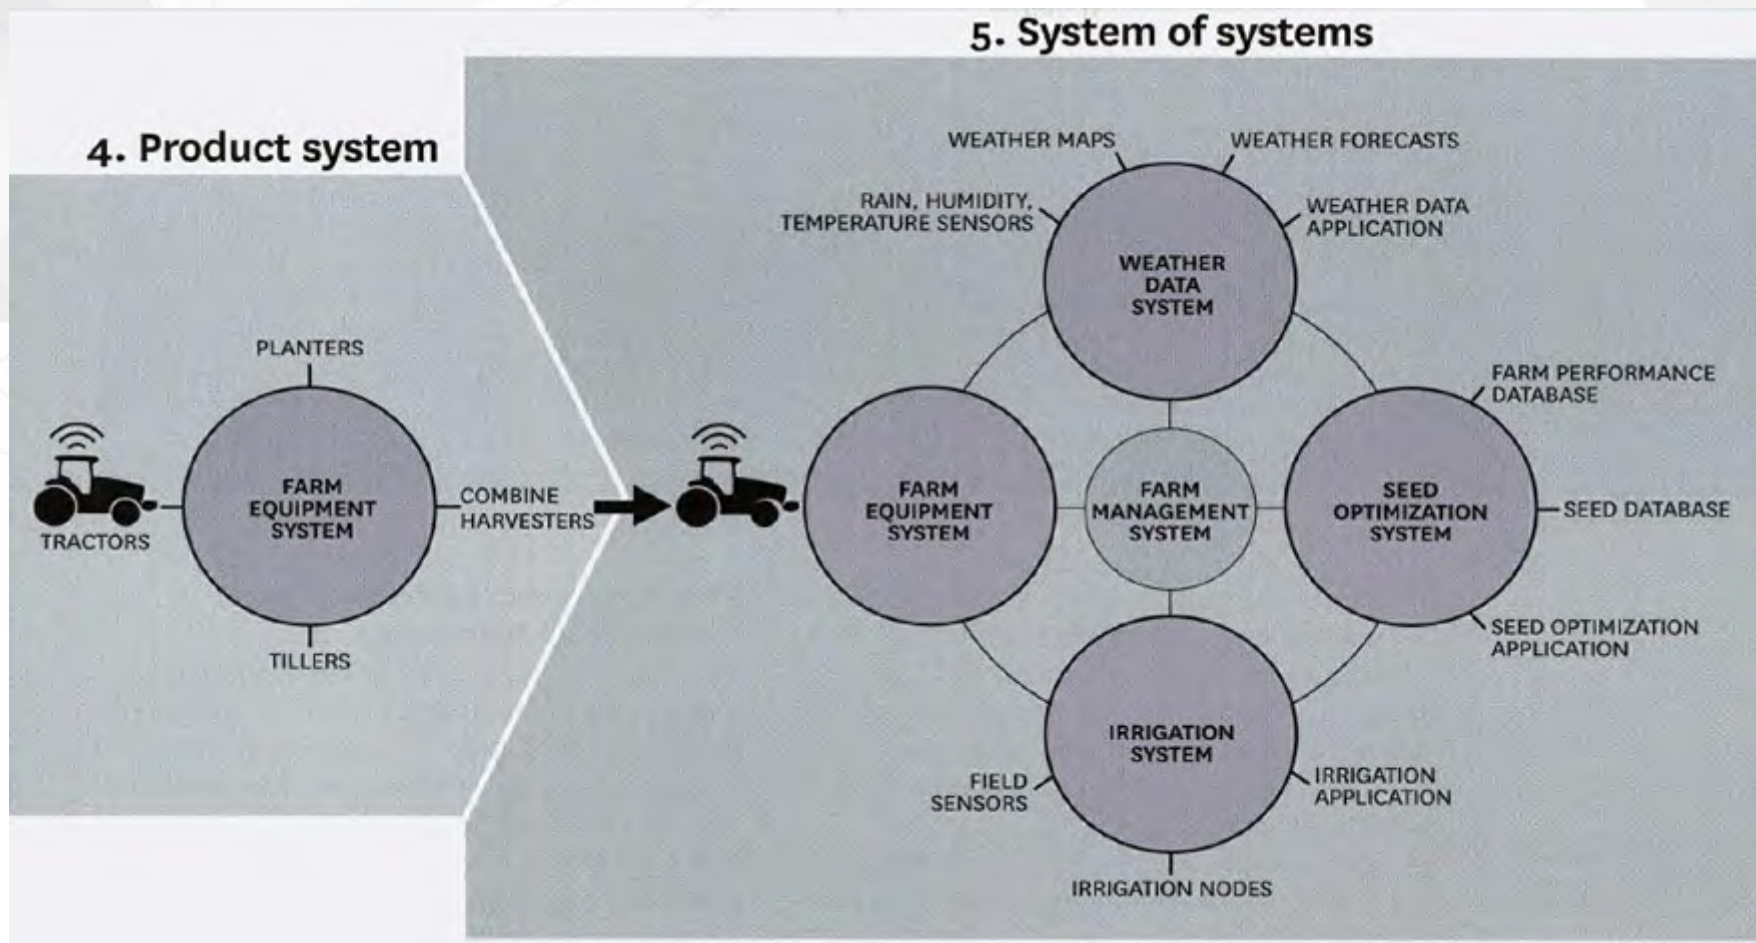 5. System of systems
4. Product system
PLANTERS
TRACTORS
FARM
EQUIPMENT
SYSTEM
COMBINE
HARVESTERS
TILLERS
WEATHER MAPS
WEATHER FORECASTS
RAIN, HUMIDITY,
TEMPERATURE SENSORS
WEATHER DATA
APPLICATION
WEATHER
DATA
SYSTEM
FARM
EQUIPMENT
SYSTEM
FARM
MANAGEMENT
SYSTEM
SEED
OPTIMIZATION
SYSTEM
FARM PERFORMANCE
DATABASE
SEED DATABASE
SEED OPTIMIZATION
APPLICATION
IRRIGATION
SYSTEM
FIELD
SENSORS
IRRIGATION
APPLICATION
IRRIGATION NODES